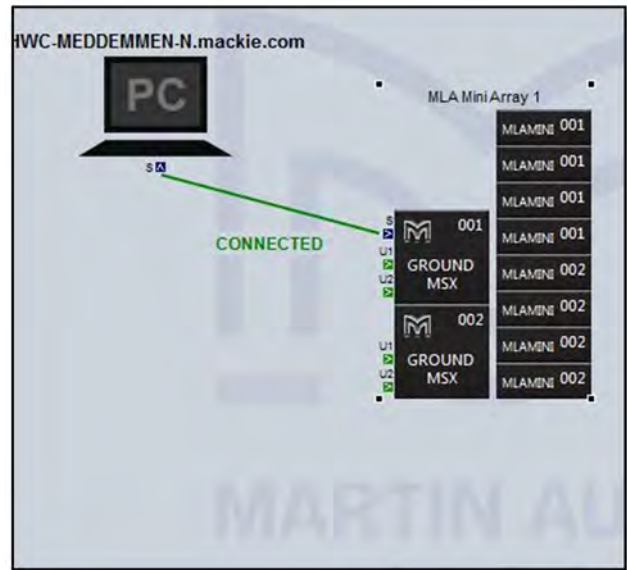 HWC-MEDDEMMEN-N.mackie.com
PC
S
CONNECTED
MLA Mini Array 1
S
U1
U2
001
GROUND
MSX
U1
U2
002
GROUND
MSX
MLAMINI 001
MLAMINI 001
MLAMINI 001
MLAMINI 001
MLAMINI 002
MLAMINI 002
MLAMINI 002
MLAMINI 002
MARTIN AU